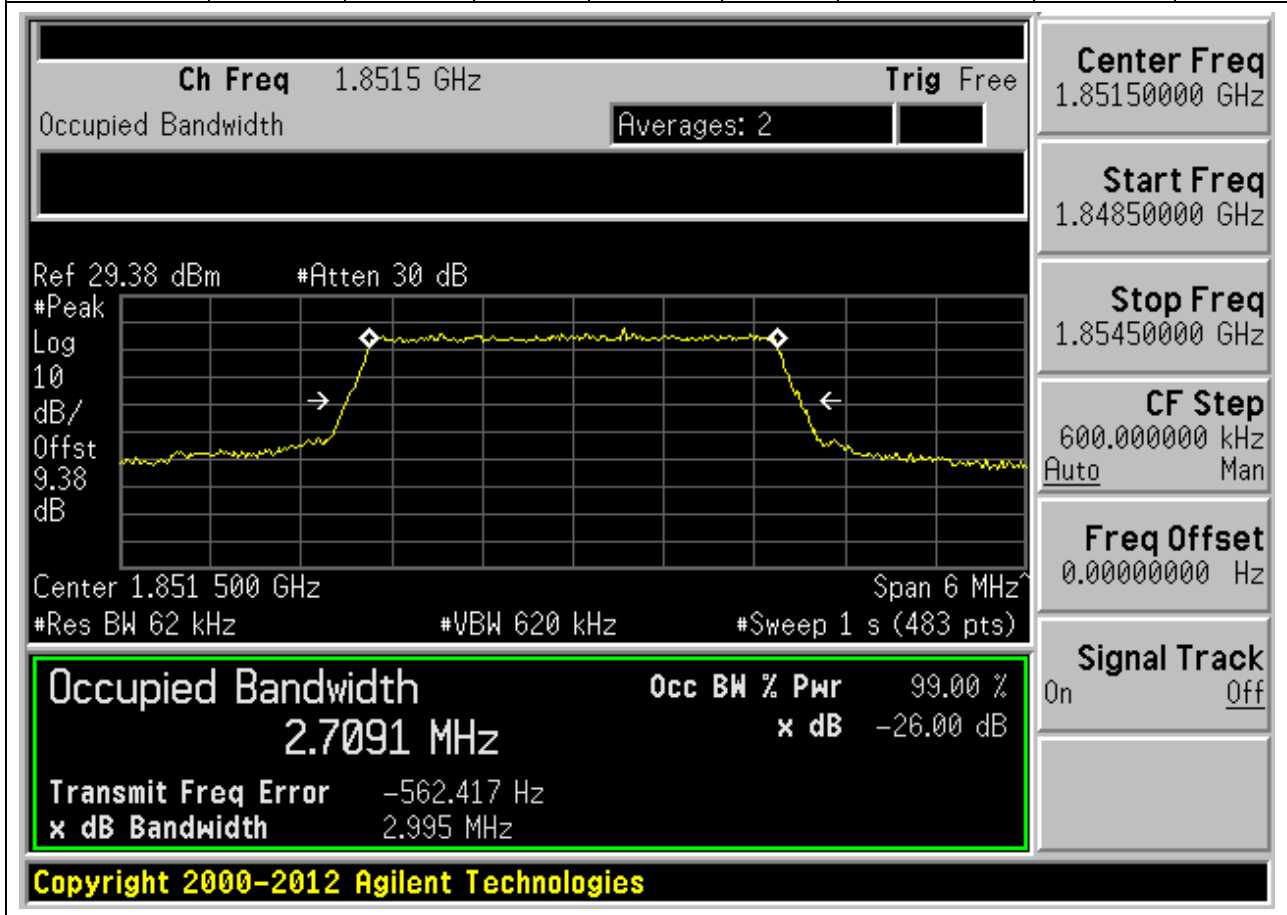 Ch Freq 1.8515 GHz Trig Free
Occupied Bandwidth Averages: 2
Ref 29.38 dBm #Atten 30 dB
#Peak
Log
10
dB/
Offst
9.38
dB
Center 1.851 500 GHz Span 6 MHz^
#Res BW 62 kHz #VBW 620 kHz #Sweep 1 s (483 pts)
Occupied Bandwidth Occ BW % Pwr 99.00 %
2.7091 MHz x dB -26.00 dB
Transmit Freq Error -562.417 Hz
x dB Bandwidth 2.995 MHz
Copyright 2000-2012 Agilent Technologies
Center Freq
1.85150000 GHz
Start Freq
1.84850000 GHz
Stop Freq
1.85450000 GHz
CF Step
600.000000 kHz
Auto Man
Freq Offset
0.00000000 Hz
Signal Track
On Off